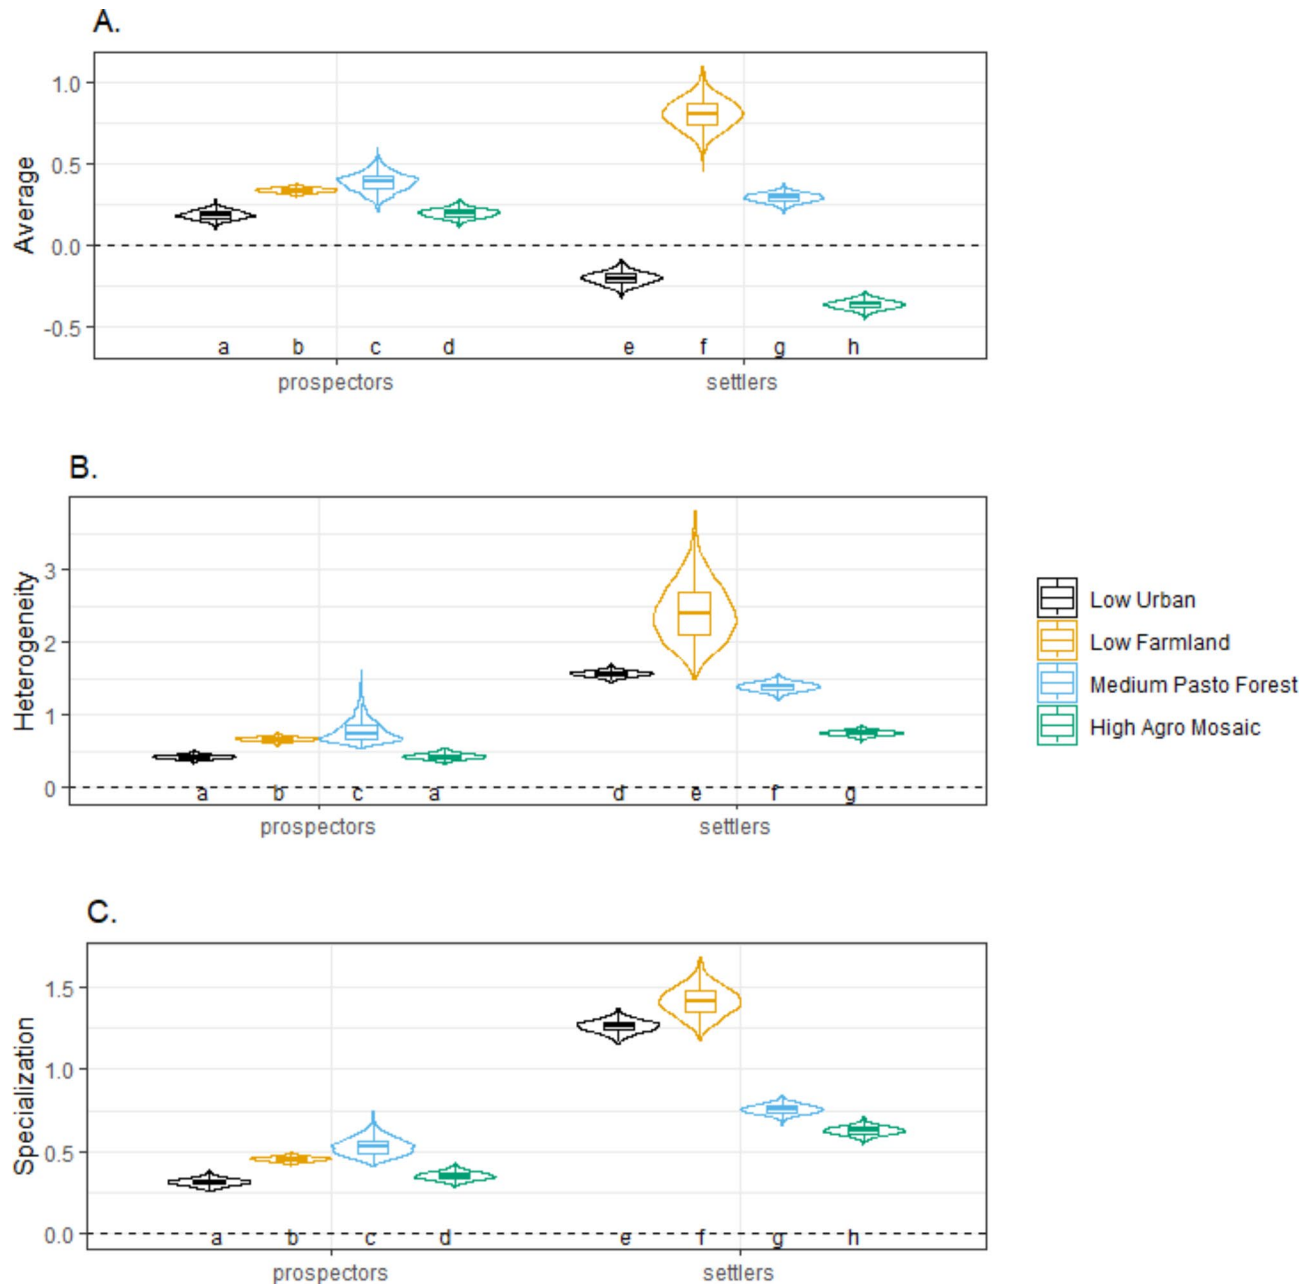 A.
Average
1.0
0.5
0.0
-0.5
a b c d e f g h
prospectors settlers
B.
Heterogeneity
3
2
1
0
a b c a d e f g
prospectors settlers
Low Urban
Low Farmland
Medium Pasto Forest
High Agro Mosaic
C.
Specialization
1.5
1.0
0.5
0.0
a b c d e f g h
prospectors settlers